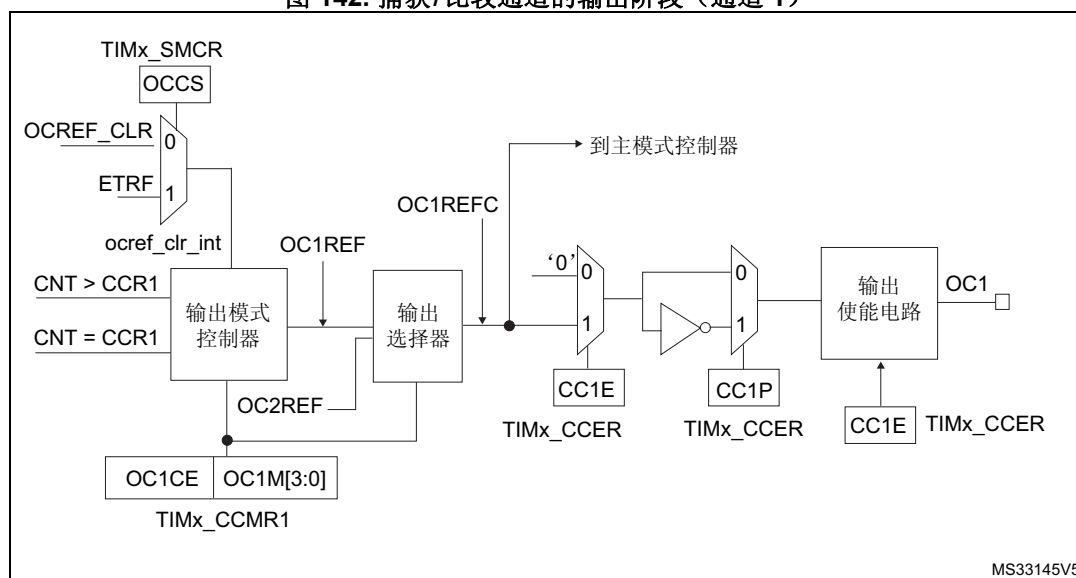 图 142. 捕获/比较通道的输出阶段（通道 1）
TIMx_SMCR
OCCS
OCREF_CLR
0
ETRF
1
ocref_clr_int
到主模式控制器
OC1REFC
OC1REF
CNT > CCR1
CNT = CCR1
输出模式
控制器
输出
选择器
OC2REF
‘0’
0
1
CC1E
TIMx_CCER
0
1
CC1P
TIMx_CCER
输出
使能电路
OC1
CC1E
TIMx_CCER
OC1CE
OC1M[3:0]
TIMx_CCMR1
MS33145V5